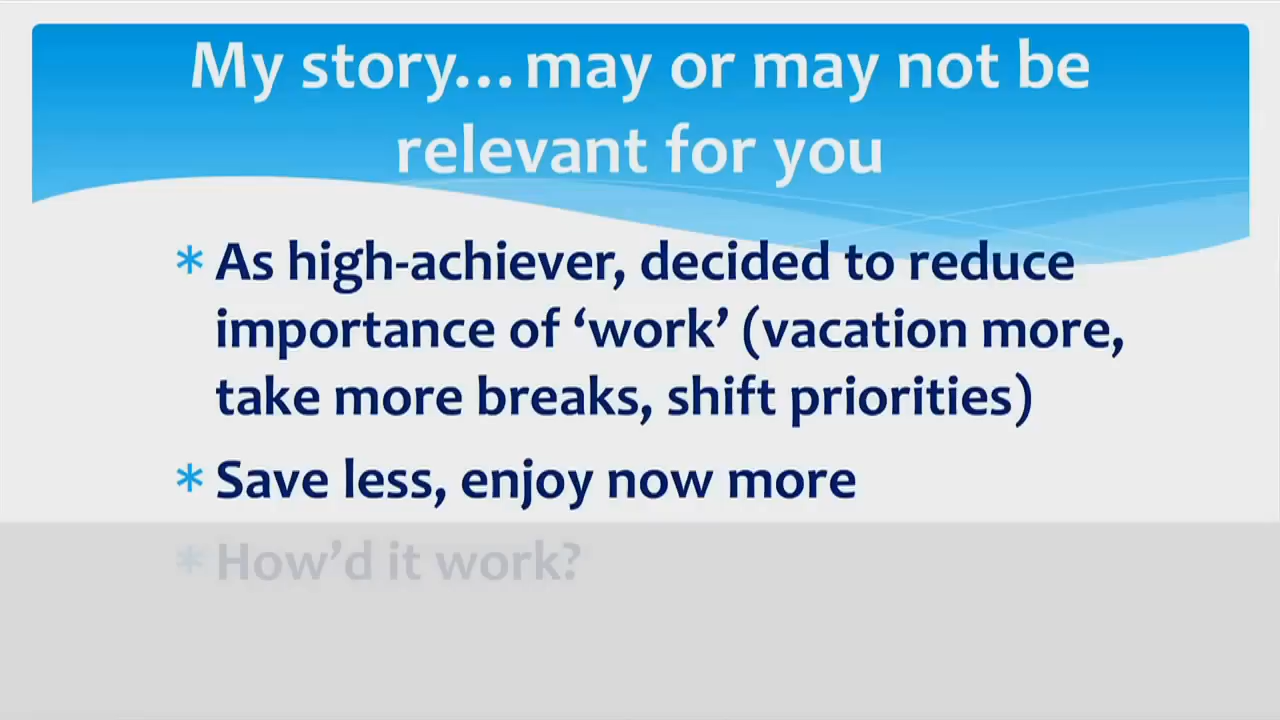 My story...may or may not be
relevant for you
* As high-achiever, decided to reduce
importance of ‘work’ (vacation more,
take more breaks, shift priorities)
* Save less, enjoy now more
* How’d it work?